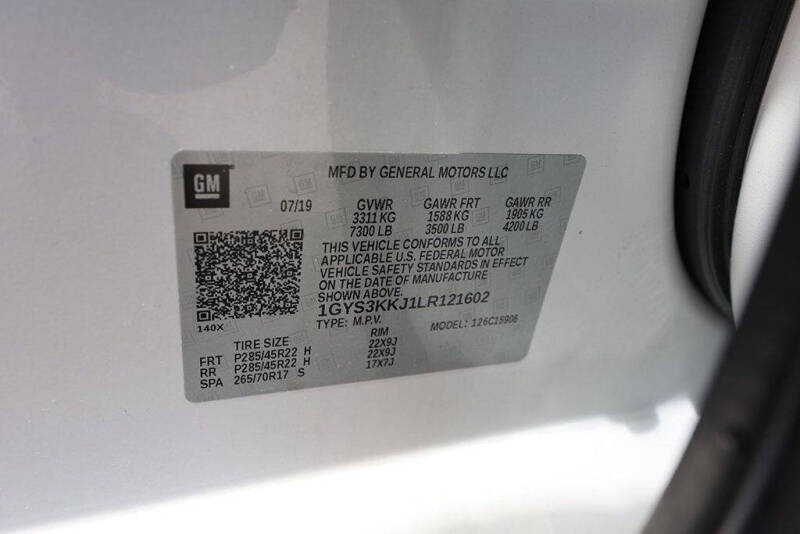 GM
MFD BY GENERAL MOTORS LLC
07/19 GVWR GAWR FRT GAWR RR
3311 KG 1588 KG 1905 KG
7300 LB 3500 LB 4200 LB
THIS VEHICLE CONFORMS TO ALL
APPLICABLE U.S. FEDERAL MOTOR
VEHICLE SAFETY STANDARDS IN EFFECT
ON THE DATE OF MANUFACTURE
SHOWN ABOVE.
1GYS3KKJ1LR121602
140X TYPE: M.P.V. MODEL: 126C15906
TIRE SIZE RIM
FRT P285/45R22 H 22X9J
RR P285/45R22 H 22X9J
SPA 265/70R17 S 17X7J